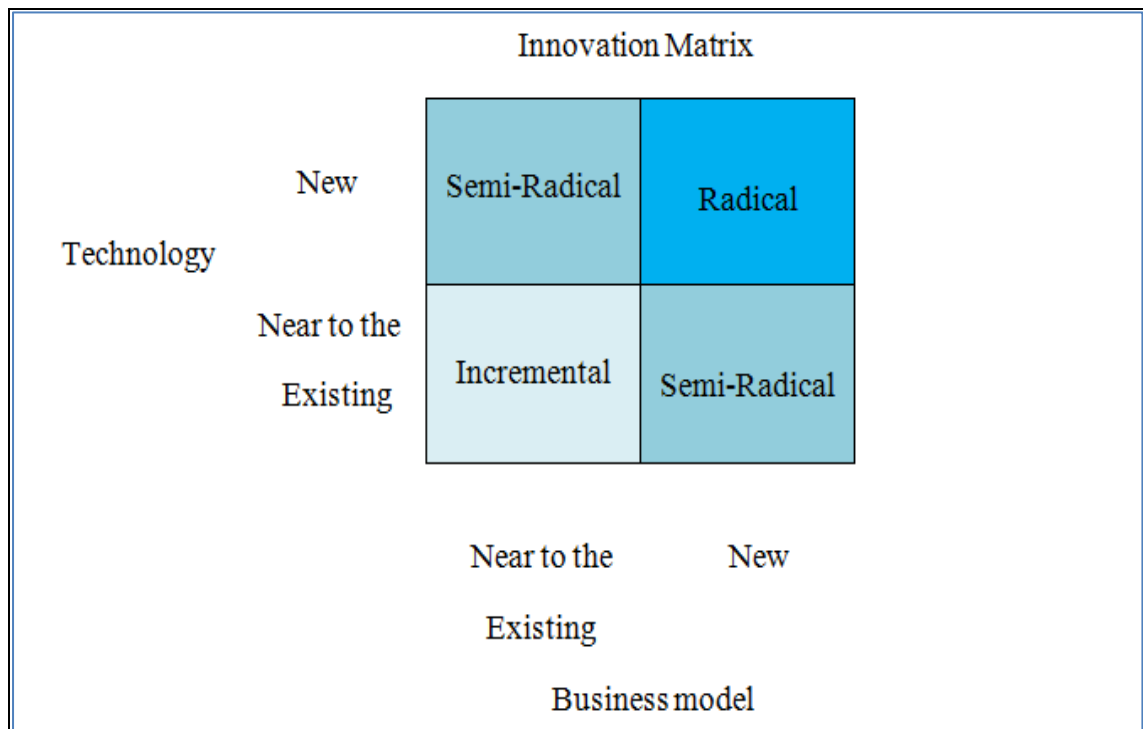 Innovation Matrix
New
Semi-Radical
Radical
Technology
Near to the
Existing
Incremental
Semi-Radical
Near to the
Existing
New
Business model